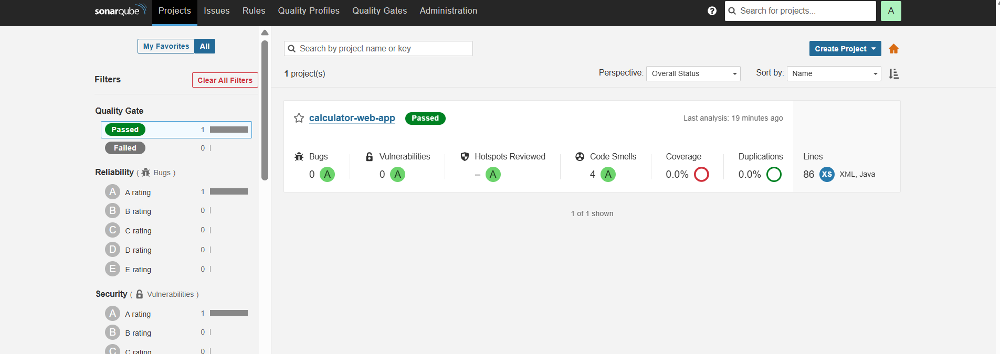 sonarqube Projects Issues Rules Quality Profiles Quality Gates Administration ? Search for projects... A
My Favorites All
Filters Clear All Filters
Quality Gate
Passed 1
Failed 0
Reliability ( Bugs )
A A rating 1
B B rating 0
C C rating 0
D D rating 0
E E rating 0
Security ( Vulnerabilities )
A A rating 1
B B rating 0
C C rating 0
Search by project name or key Create Project
1 project(s) Perspective: Overall Status Sort by: Name
calculator-web-app Passed Last analysis: 19 minutes ago
Bugs Vulnerabilities Hotspots Reviewed Code Smells Coverage Duplications Lines
0 A 0 A – A 4 A 0.0% 0.0% 86 XS XML, Java
1 of 1 shown